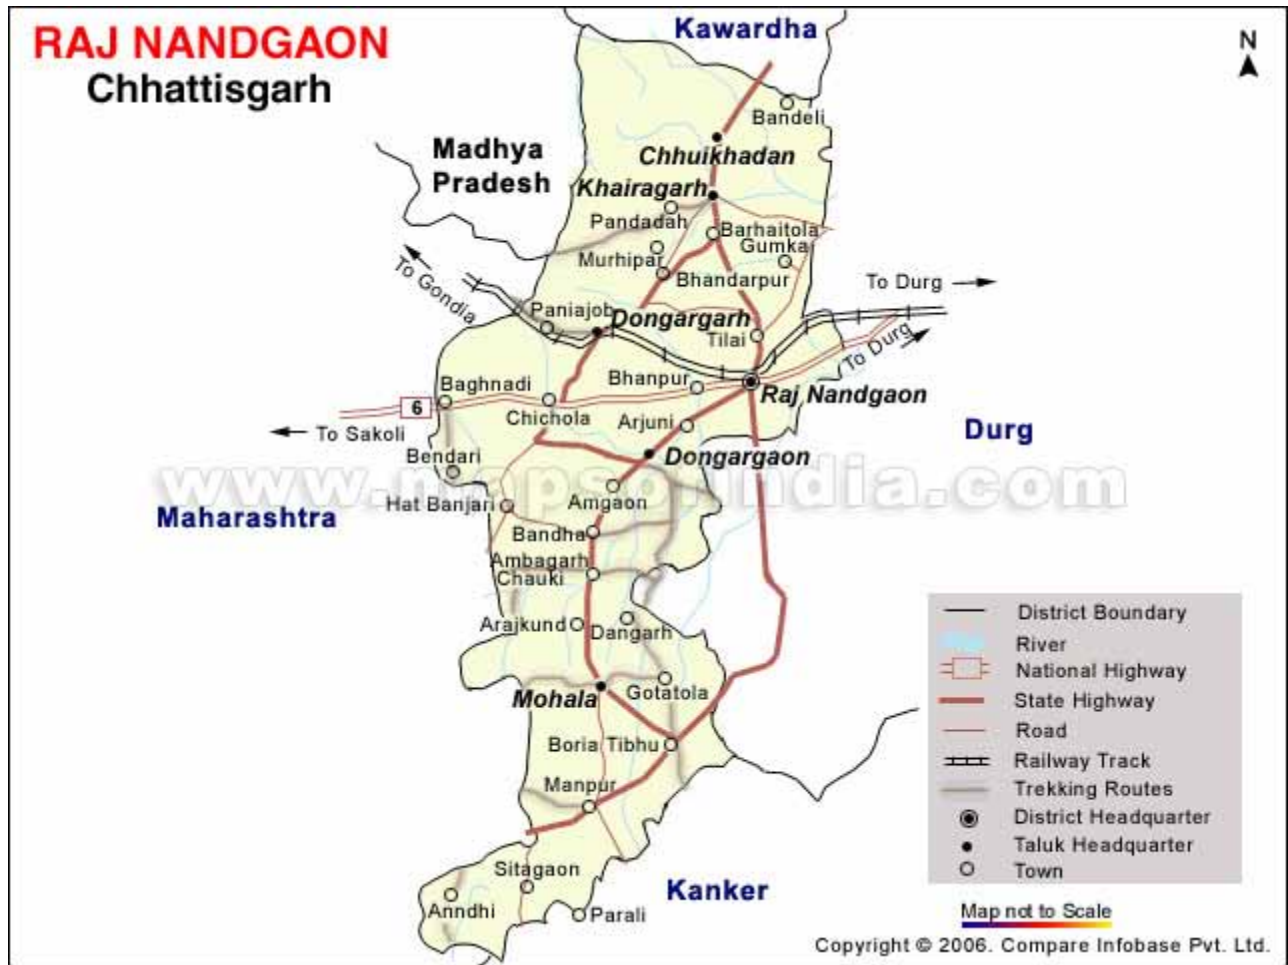 RAJ NANDGAON
Chhattisgarh
Kawardha
N
Bandeli
Madhya
Pradesh
Chhuikhadan
Khairagarh
Pandadah
Barhaitola
Gumka
Murhipar
Bhandarpur
To Gondia
To Durg
Paniajob
Dongargarh
Tilai
To Durg
Bhanpur
Baghnadi
Raj Nandgaon
6
Chichola
Arjuni
To Sakoli
Durg
Bendari
Dongargaon
www.mapsofindia.com
Hat Banjari
Amgaon
Maharashtra
Bandha
Ambagarh
Chauki
Arajkund
Dangarh
Mohala
Gotatola
Boria Tibhu
Manpur
Sitagaon
Kanker
Anndhi
Parali
District Boundary
River
National Highway
State Highway
Road
Railway Track
Trekking Routes
District Headquarter
Taluk Headquarter
Town
Map not to Scale
Copyright © 2006. Compare Infobase Pvt. Ltd.